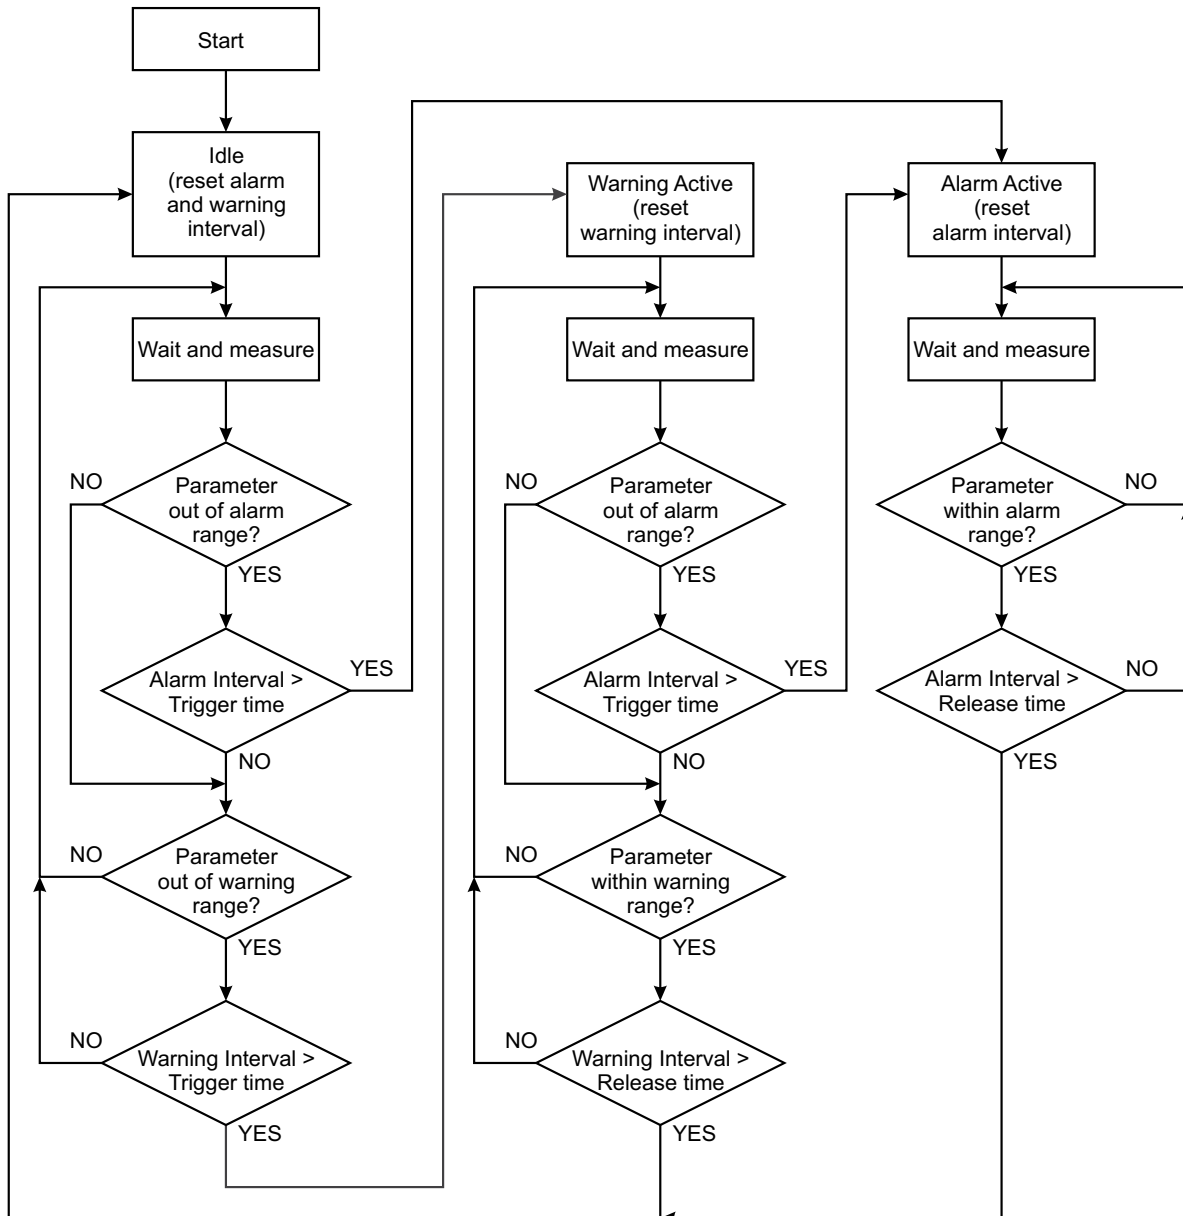 Start
Idle
(reset alarm
and warning
interval)
Wait and measure
Parameter
out of alarm
range?
NO
YES
Alarm Interval >
Trigger time
YES
NO
Parameter
out of warning
range?
NO
YES
Warning Interval >
Trigger time
NO
YES
Warning Active
(reset
warning interval)
Wait and measure
Parameter
out of alarm
range?
NO
YES
Alarm Interval >
Trigger time
YES
NO
Parameter
within warning
range?
NO
YES
Warning Interval >
Release time
NO
YES
Alarm Active
(reset
alarm interval)
Wait and measure
Parameter
within alarm
range?
NO
YES
Alarm Interval >
Release time
NO
YES